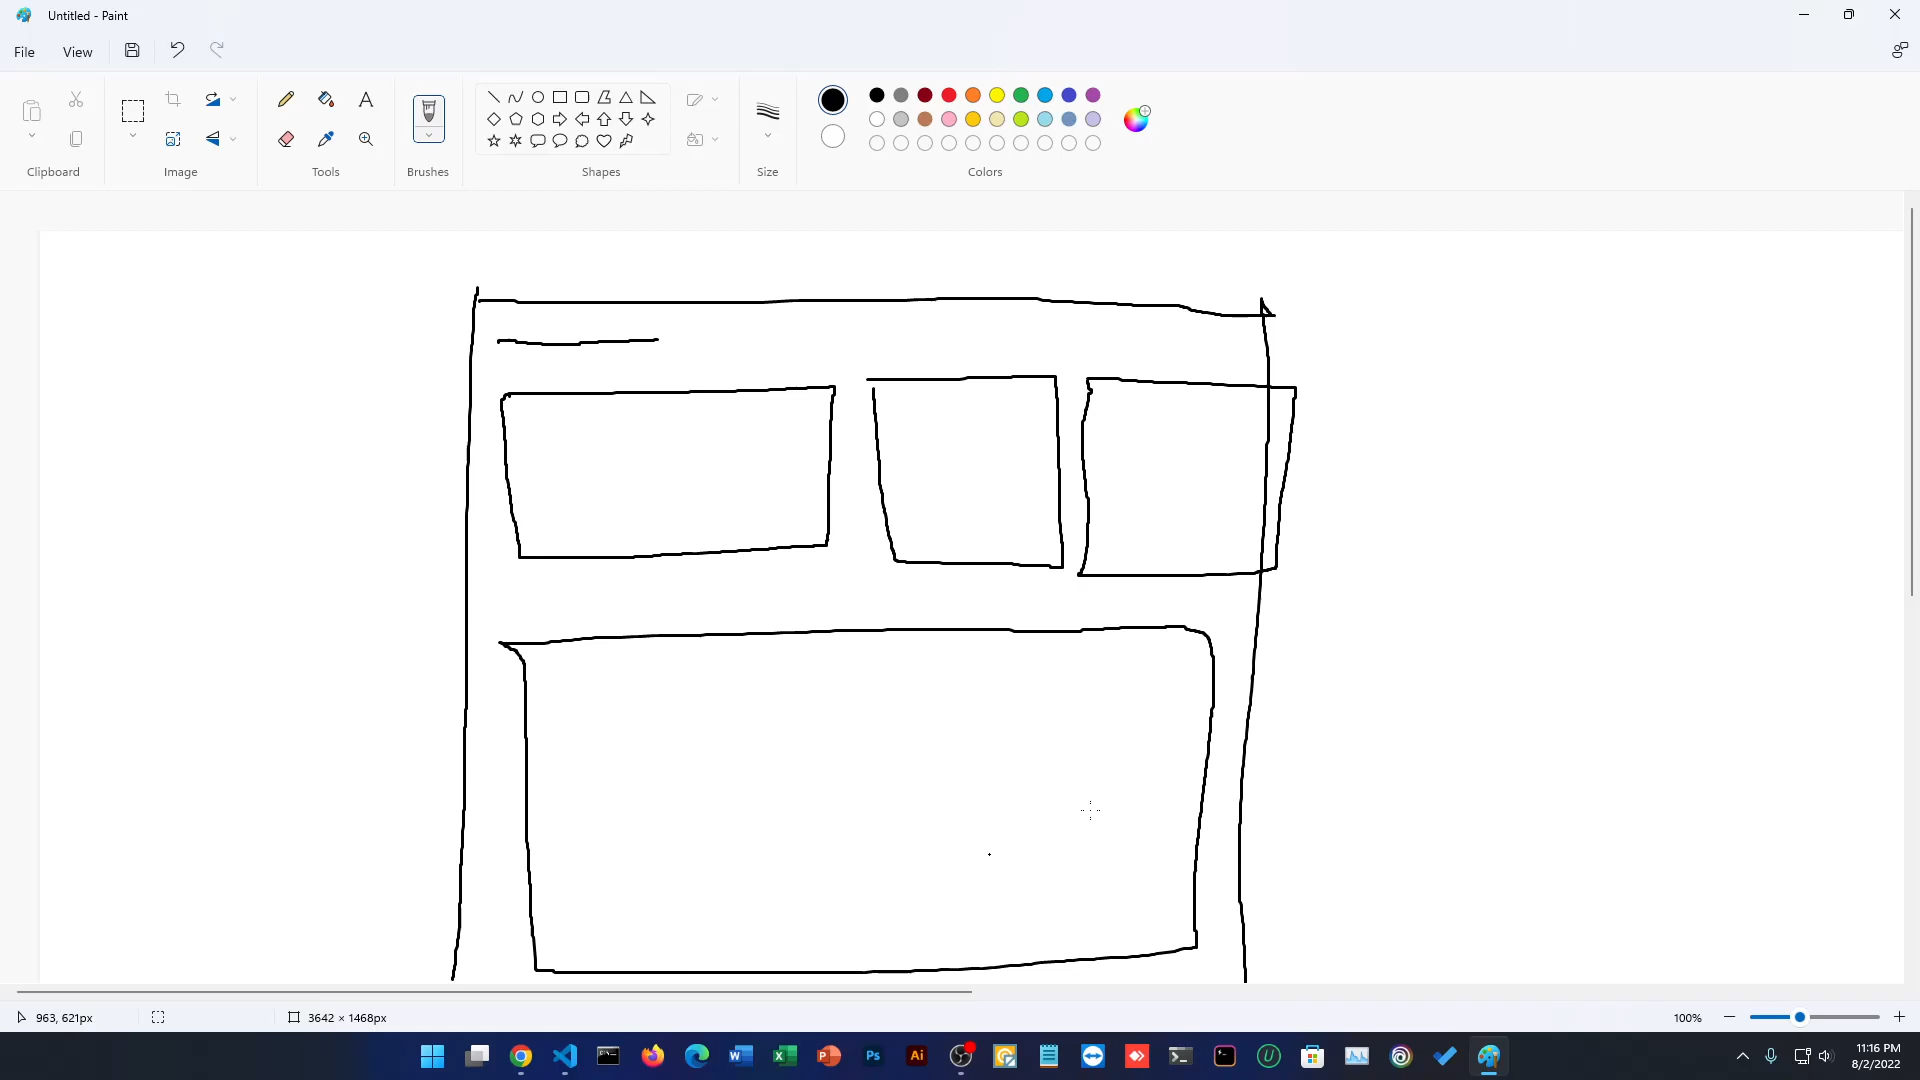 Untitled - Paint
File View
Clipboard
Image
Tools
Brushes
Shapes
Size
Colors
963, 621px
3642 × 1468px
100%
11:16 PM
8/2/2022